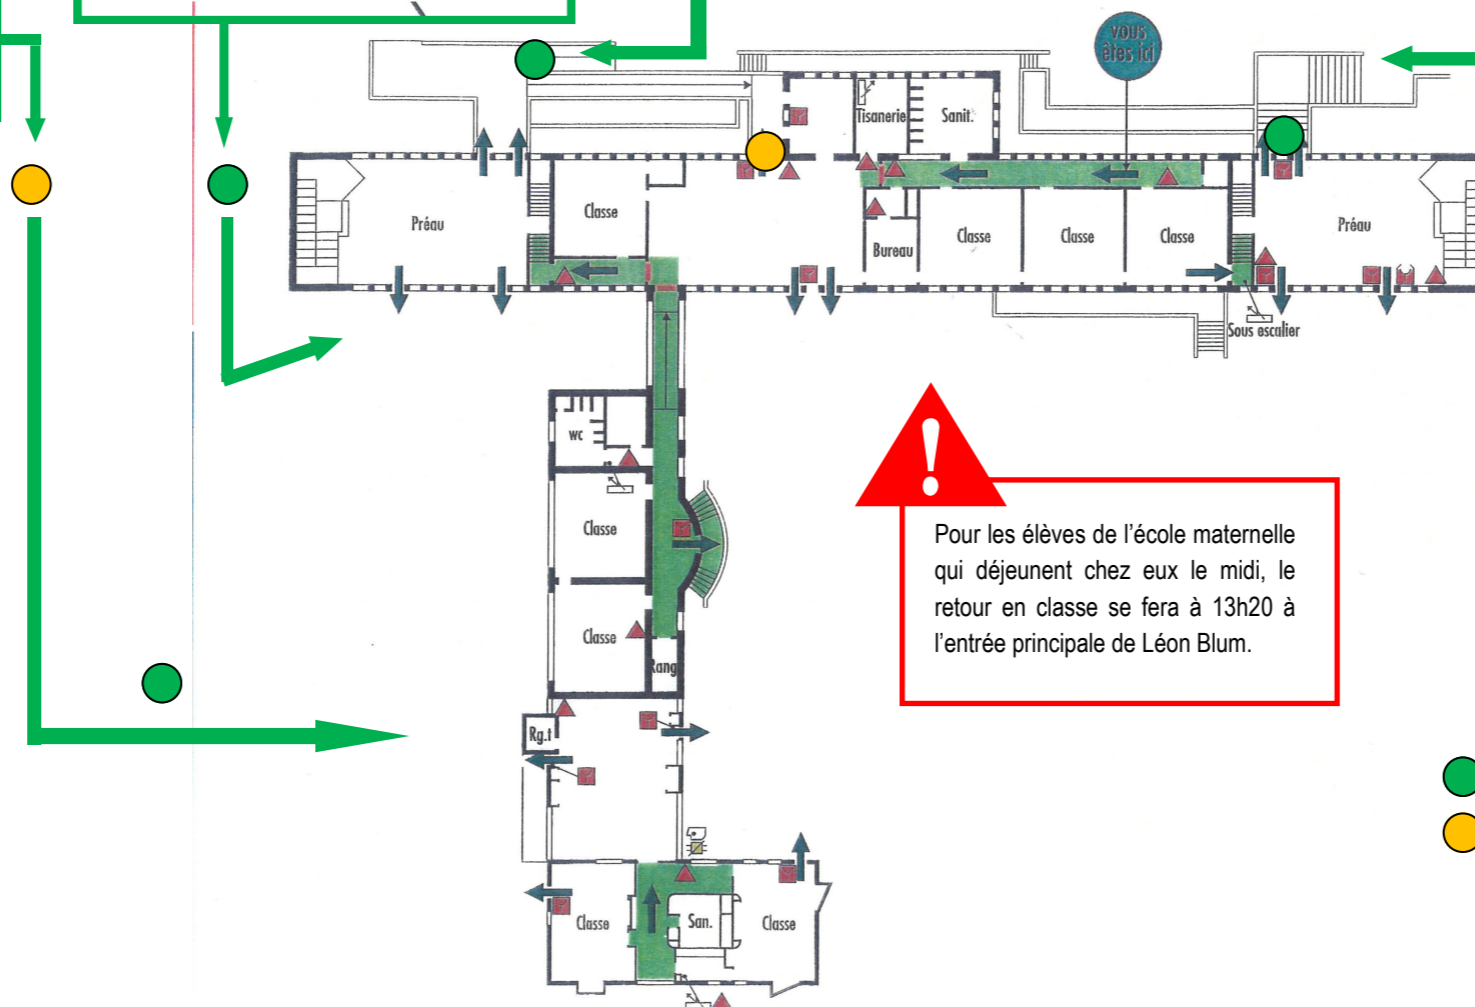 vous
êtes ici
Tisanerie
Sanit.
Classe
Préau
Bureau
Classe
Classe
Classe
Préau
Sous escalier
wc
Classe
Classe
Rang
Rg.t
Classe
San.
Classe
!
Pour les élèves de l’école maternelle
qui déjeunent chez eux le midi, le
retour en classe se fera à 13h20 à
l’entrée principale de Léon Blum.